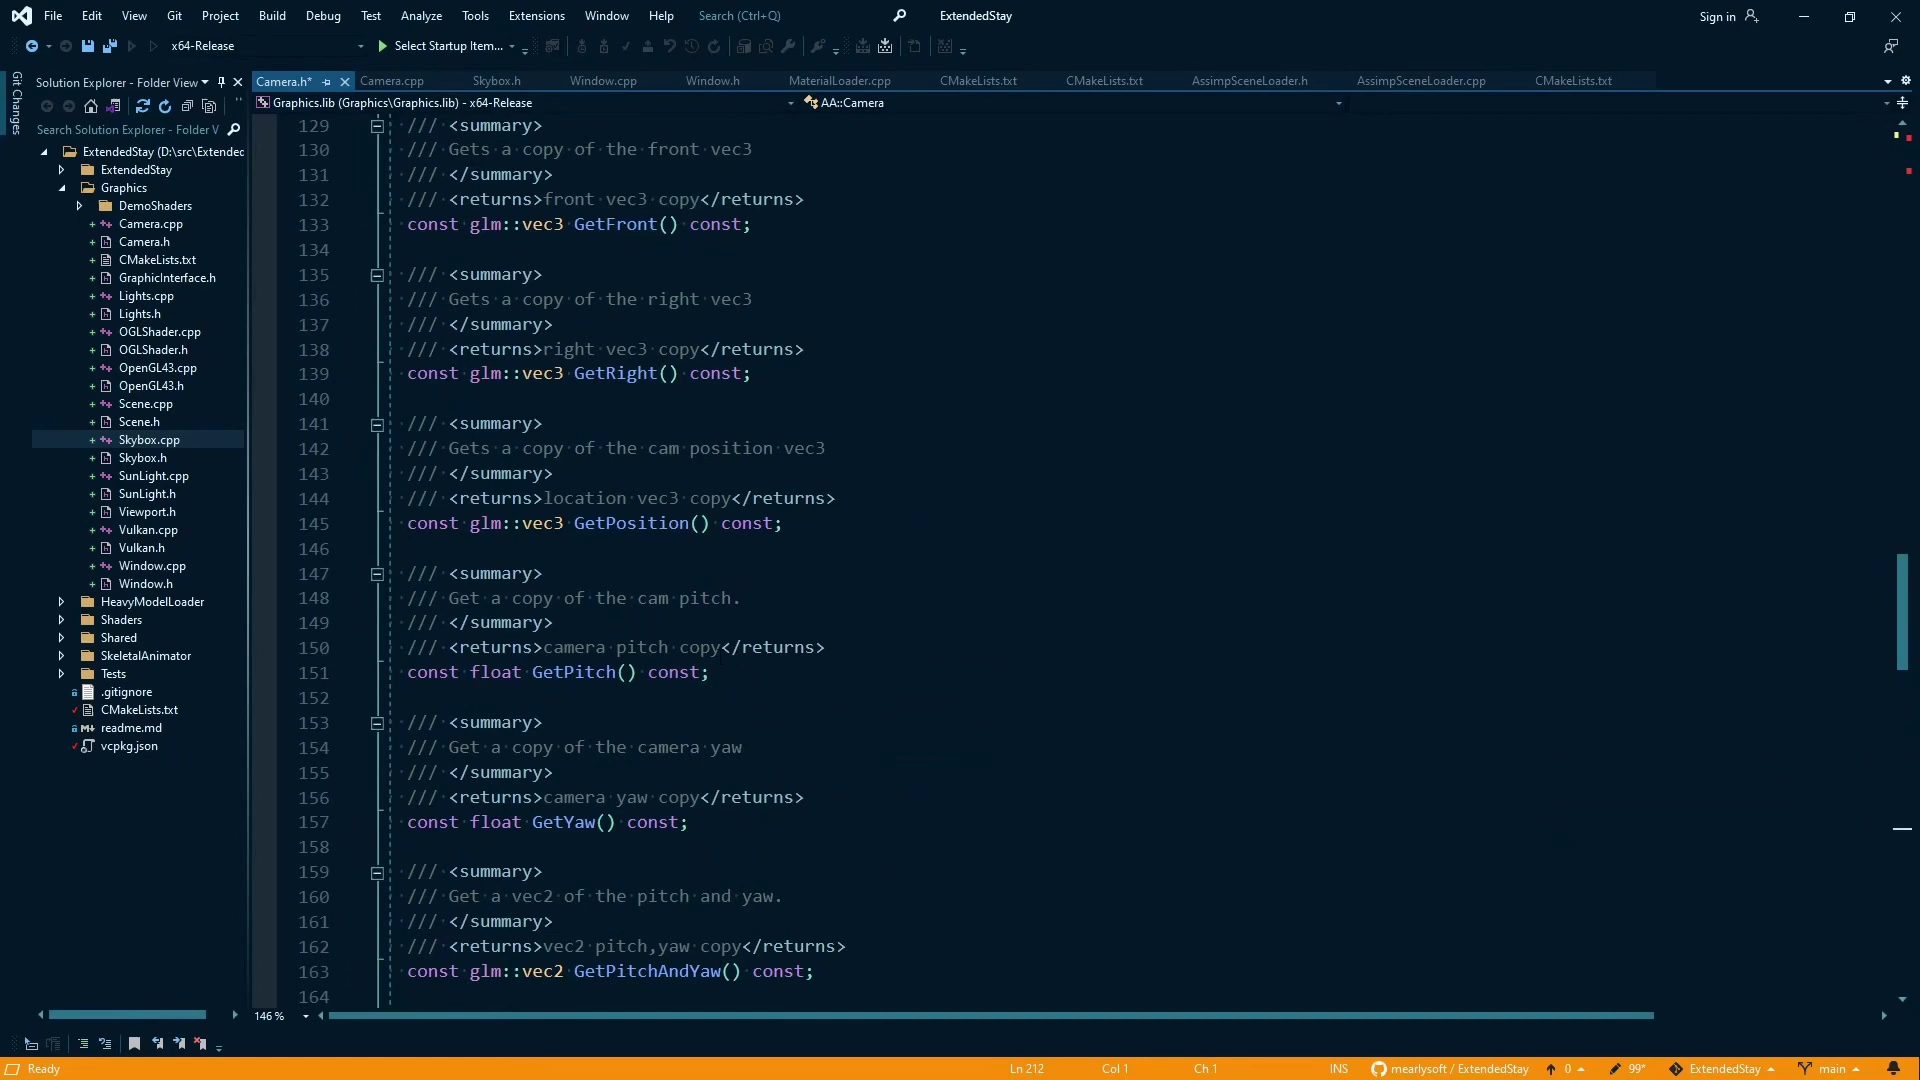 File Edit View Git Project Build Debug Test Analyze Tools Extensions Window Help Search (Ctrl+Q) ExtendedStay Sign in
x64-Release Select Startup Item...
Git Changes
Solution Explorer - Folder View
Camera.h* Camera.cpp Skybox.h Window.cpp Window.h MaterialLoader.cpp CMakeLists.txt CMakeLists.txt AssimpSceneLoader.h AssimpSceneLoader.cpp CMakeLists.txt
Graphics.lib (Graphics\Graphics.lib) - x64-Release AA::Camera
Search Solution Explorer - Folder V
ExtendedStay (D:\src\Extended
ExtendedStay
Graphics
DemoShaders
Camera.cpp
Camera.h
CMakeLists.txt
GraphicInterface.h
Lights.cpp
Lights.h
OGLShader.cpp
OGLShader.h
OpenGL43.cpp
OpenGL43.h
Scene.cpp
Scene.h
Skybox.cpp
Skybox.h
SunLight.cpp
SunLight.h
Viewport.h
Vulkan.cpp
Vulkan.h
Window.cpp
Window.h
HeavyModelLoader
Shaders
Shared
SkeletalAnimator
Tests
.gitignore
CMakeLists.txt
readme.md
vcpkg.json
129 /// <summary>
130 /// Gets a copy of the front vec3
131 /// </summary>
132 /// <returns>front vec3 copy</returns>
133 const glm::vec3 GetFront() const;
134
135 /// <summary>
136 /// Gets a copy of the right vec3
137 /// </summary>
138 /// <returns>right vec3 copy</returns>
139 const glm::vec3 GetRight() const;
140
141 /// <summary>
142 /// Gets a copy of the cam position vec3
143 /// </summary>
144 /// <returns>location vec3 copy</returns>
145 const glm::vec3 GetPosition() const;
146
147 /// <summary>
148 /// Get a copy of the cam pitch.
149 /// </summary>
150 /// <returns>camera pitch copy</returns>
151 const float GetPitch() const;
152
153 /// <summary>
154 /// Get a copy of the camera yaw
155 /// </summary>
156 /// <returns>camera yaw copy</returns>
157 const float GetYaw() const;
158
159 /// <summary>
160 /// Get a vec2 of the pitch and yaw.
161 /// </summary>
162 /// <returns>vec2 pitch,yaw copy</returns>
163 const glm::vec2 GetPitchAndYaw() const;
164
146 %
Ready Ln 212 Col 1 Ch 1 INS mearlysoft / ExtendedStay 0 99* ExtendedStay main